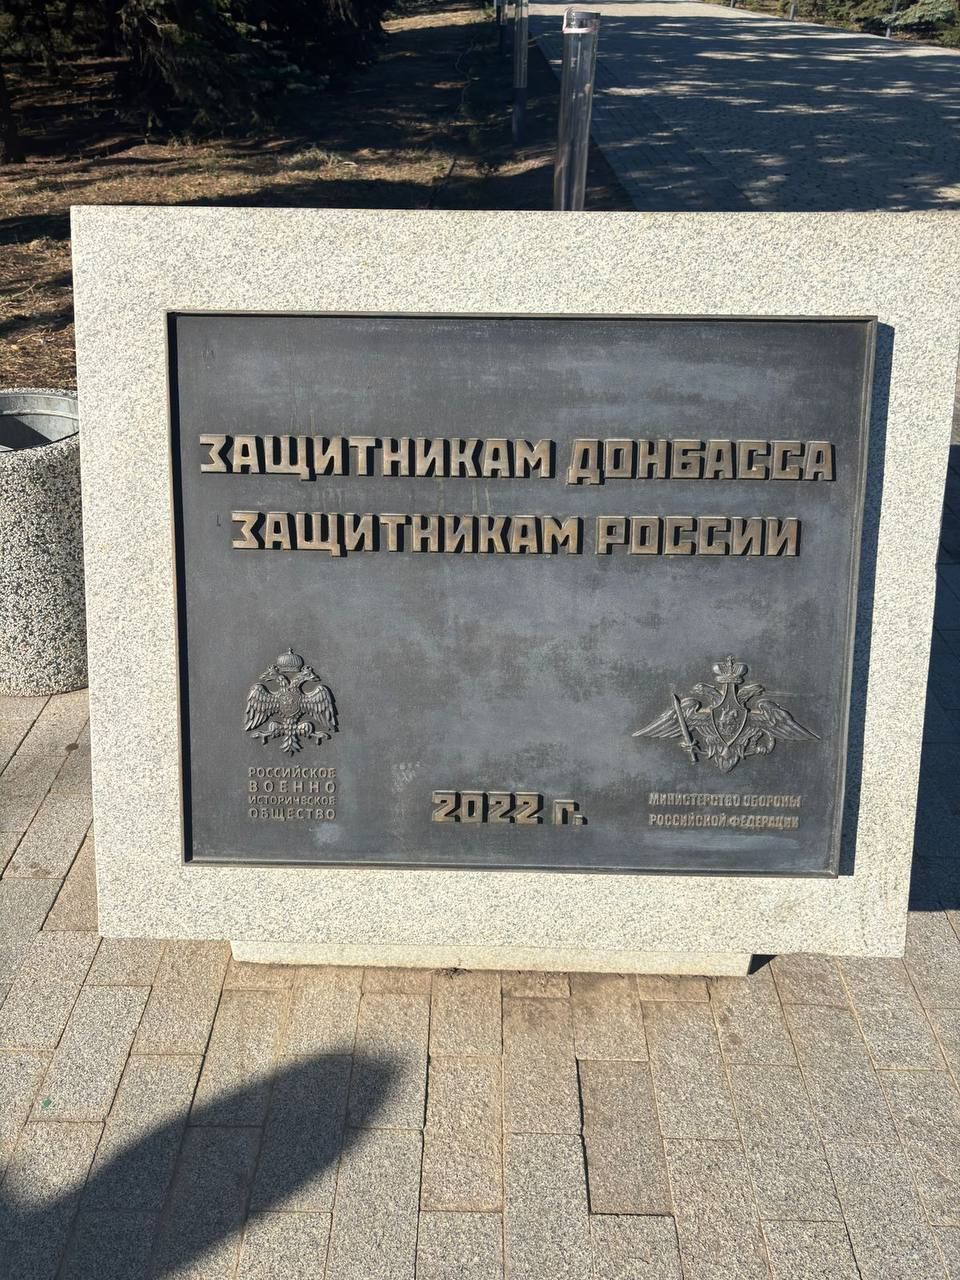 ЗАЩИТНИКАМ ДОНБАССА
ЗАЩИТНИКАМ РОССИИ
РОССИЙСКОЕ
ВОЕННО
ИСТОРИЧЕСКОЕ
ОБЩЕСТВО
2022 г.
МИНИСТЕРСТВО ОБОРОНЫ
РОССИЙСКОЙ ФЕДЕРАЦИИ